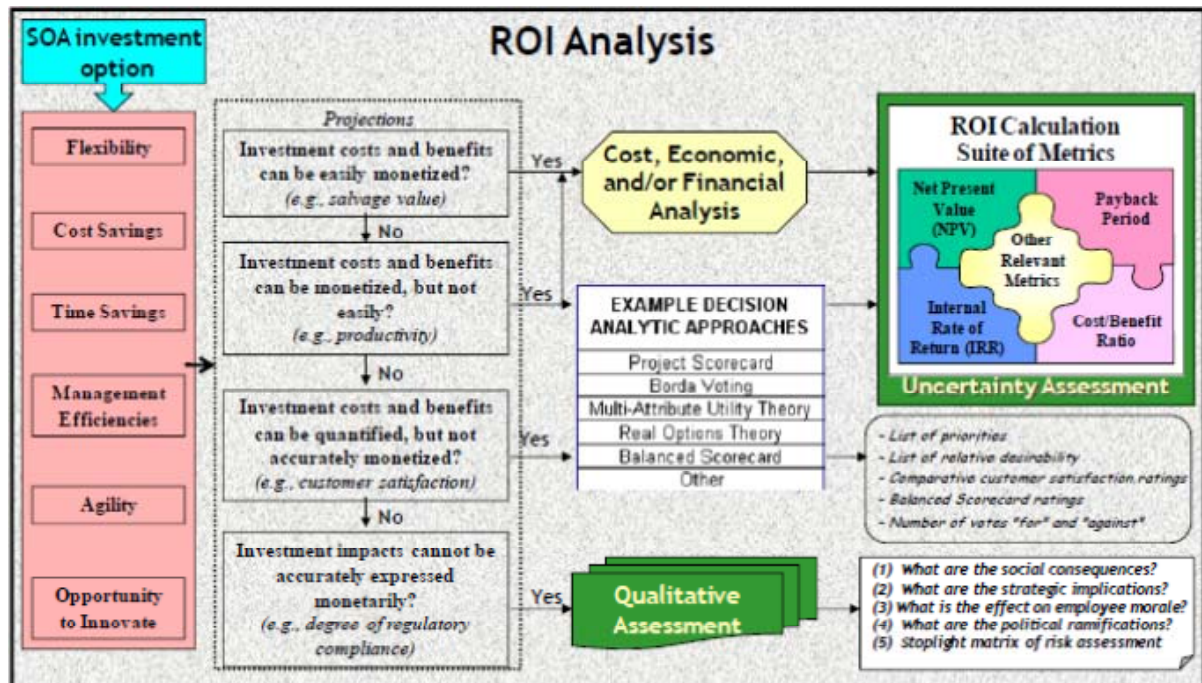 SOA investment
option
ROI Analysis
Flexibility
Cost Savings
Time Savings
Management
Efficiencies
Agility
Opportunity
to Innovate
Projections
Investment costs and benefits
can be easily monetized?
(e.g., salvage value)
Yes
No
Investment costs and benefits
can be monetized, but not
easily?
(e.g., productivity)
Yes
No
Investment costs and benefits
can be quantified, but not
accurately monetized?
(e.g., customer satisfaction)
Yes
No
Investment impacts cannot be
accurately expressed
monetarily?
(e.g., degree of regulatory
compliance)
Yes
Cost, Economic,
and/or Financial
Analysis
EXAMPLE DECISION
ANALYTIC APPROACHES
Project Scorecard
Borda Voting
Multi-Attribute Utility Theory
Real Options Theory
Balanced Scorecard
Other
Qualitative
Assessment
ROI Calculation
Suite of Metrics
Net Present
Value
(NPV)
Payback
Period
Other
Relevant
Metrics
Internal
Rate of
Return (IRR)
Cost/Benefit
Ratio
Uncertainty Assessment
- List of priorities
- List of relative desirability
- Comparative customer satisfaction ratings
- Balanced Scorecard ratings
- Number of votes "for" and "against"
(1) What are the social consequences?
(2) What are the strategic implications?
(3) What is the effect on employee morale?
(4) What are the political ramifications?
(5) Stoplight matrix of risk assessment